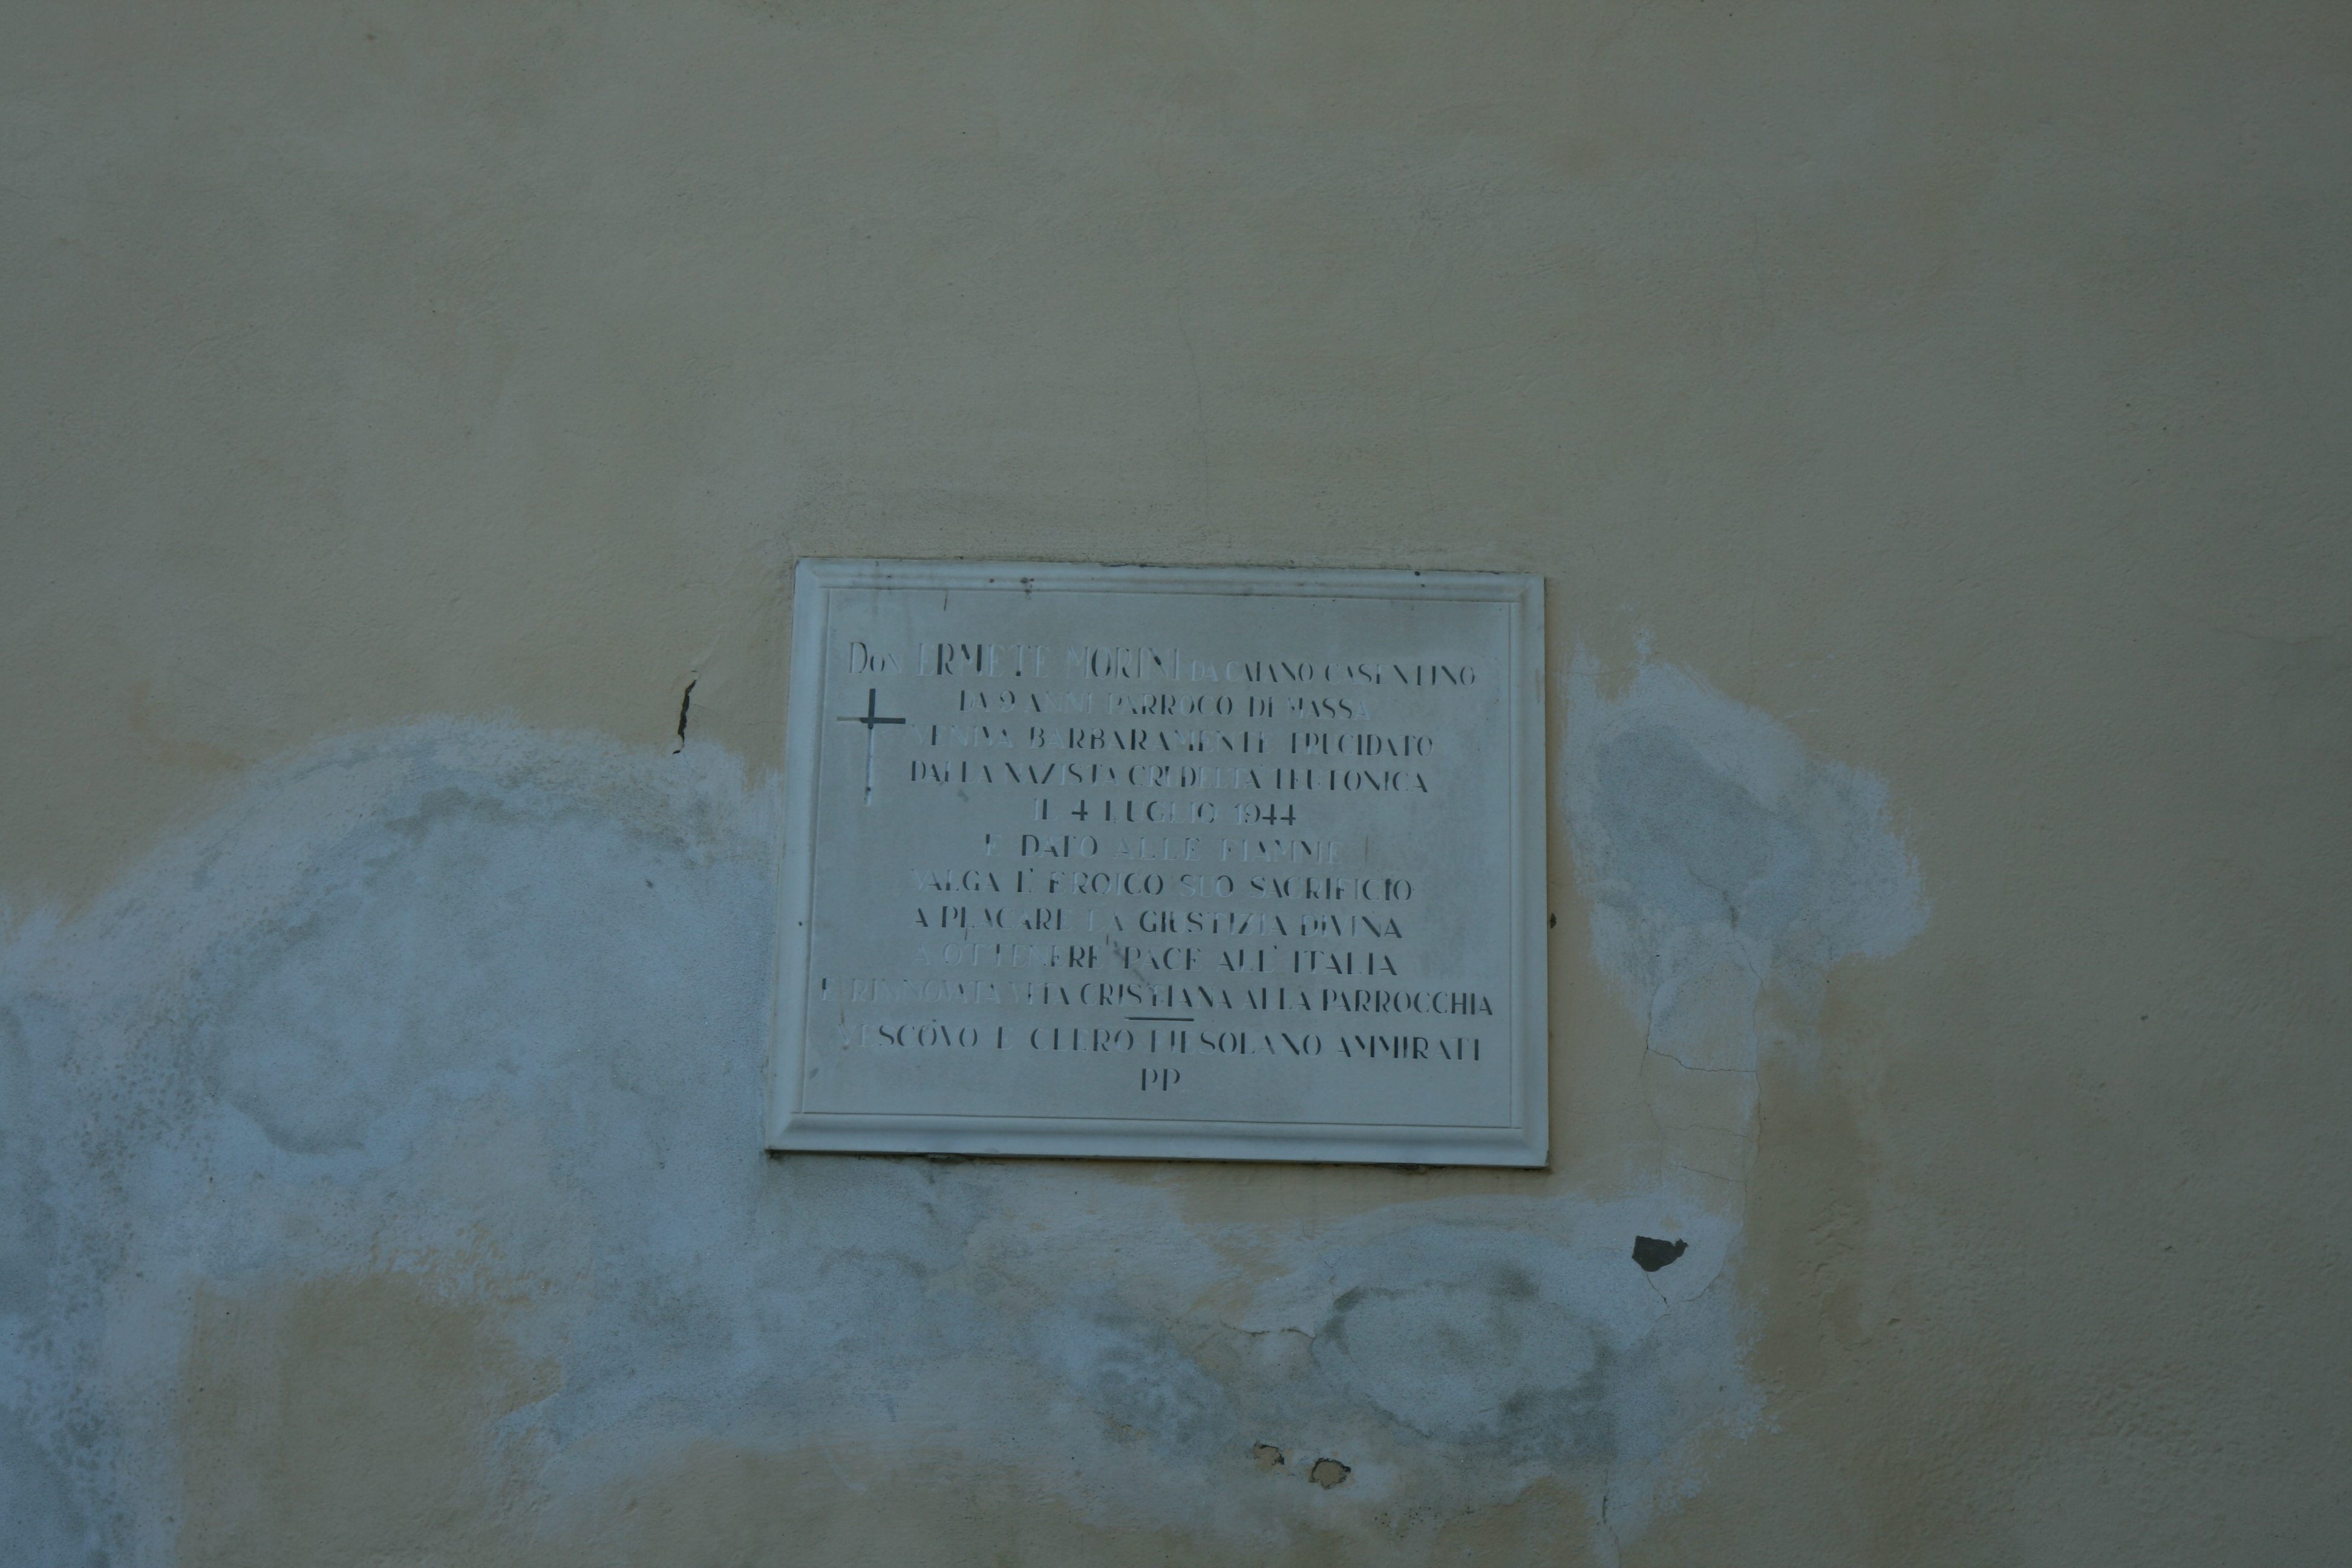 DON ERMETE MORINI DA CAIANO CASENTINO
DA 9 ANNI PARROCO DI MASSA
VENIVA BARBARAMENTE TRUCIDATO
DALLA NAZISTA CRUDELTA' TEUTONICA
IL 4 LUGLIO 1944
E DATO ALLE FIAMME
VALGA L'EROICO SUO SACRIFICIO
A PLACARE LA GIUSTIZIA DIVINA
A OTTENERE PACE ALL'ITALIA
E RINNOVATA VITA CRISTIANA ALLA PARROCCHIA
VESCOVO E CLERO FIESOLANO AMMIRATI
PP